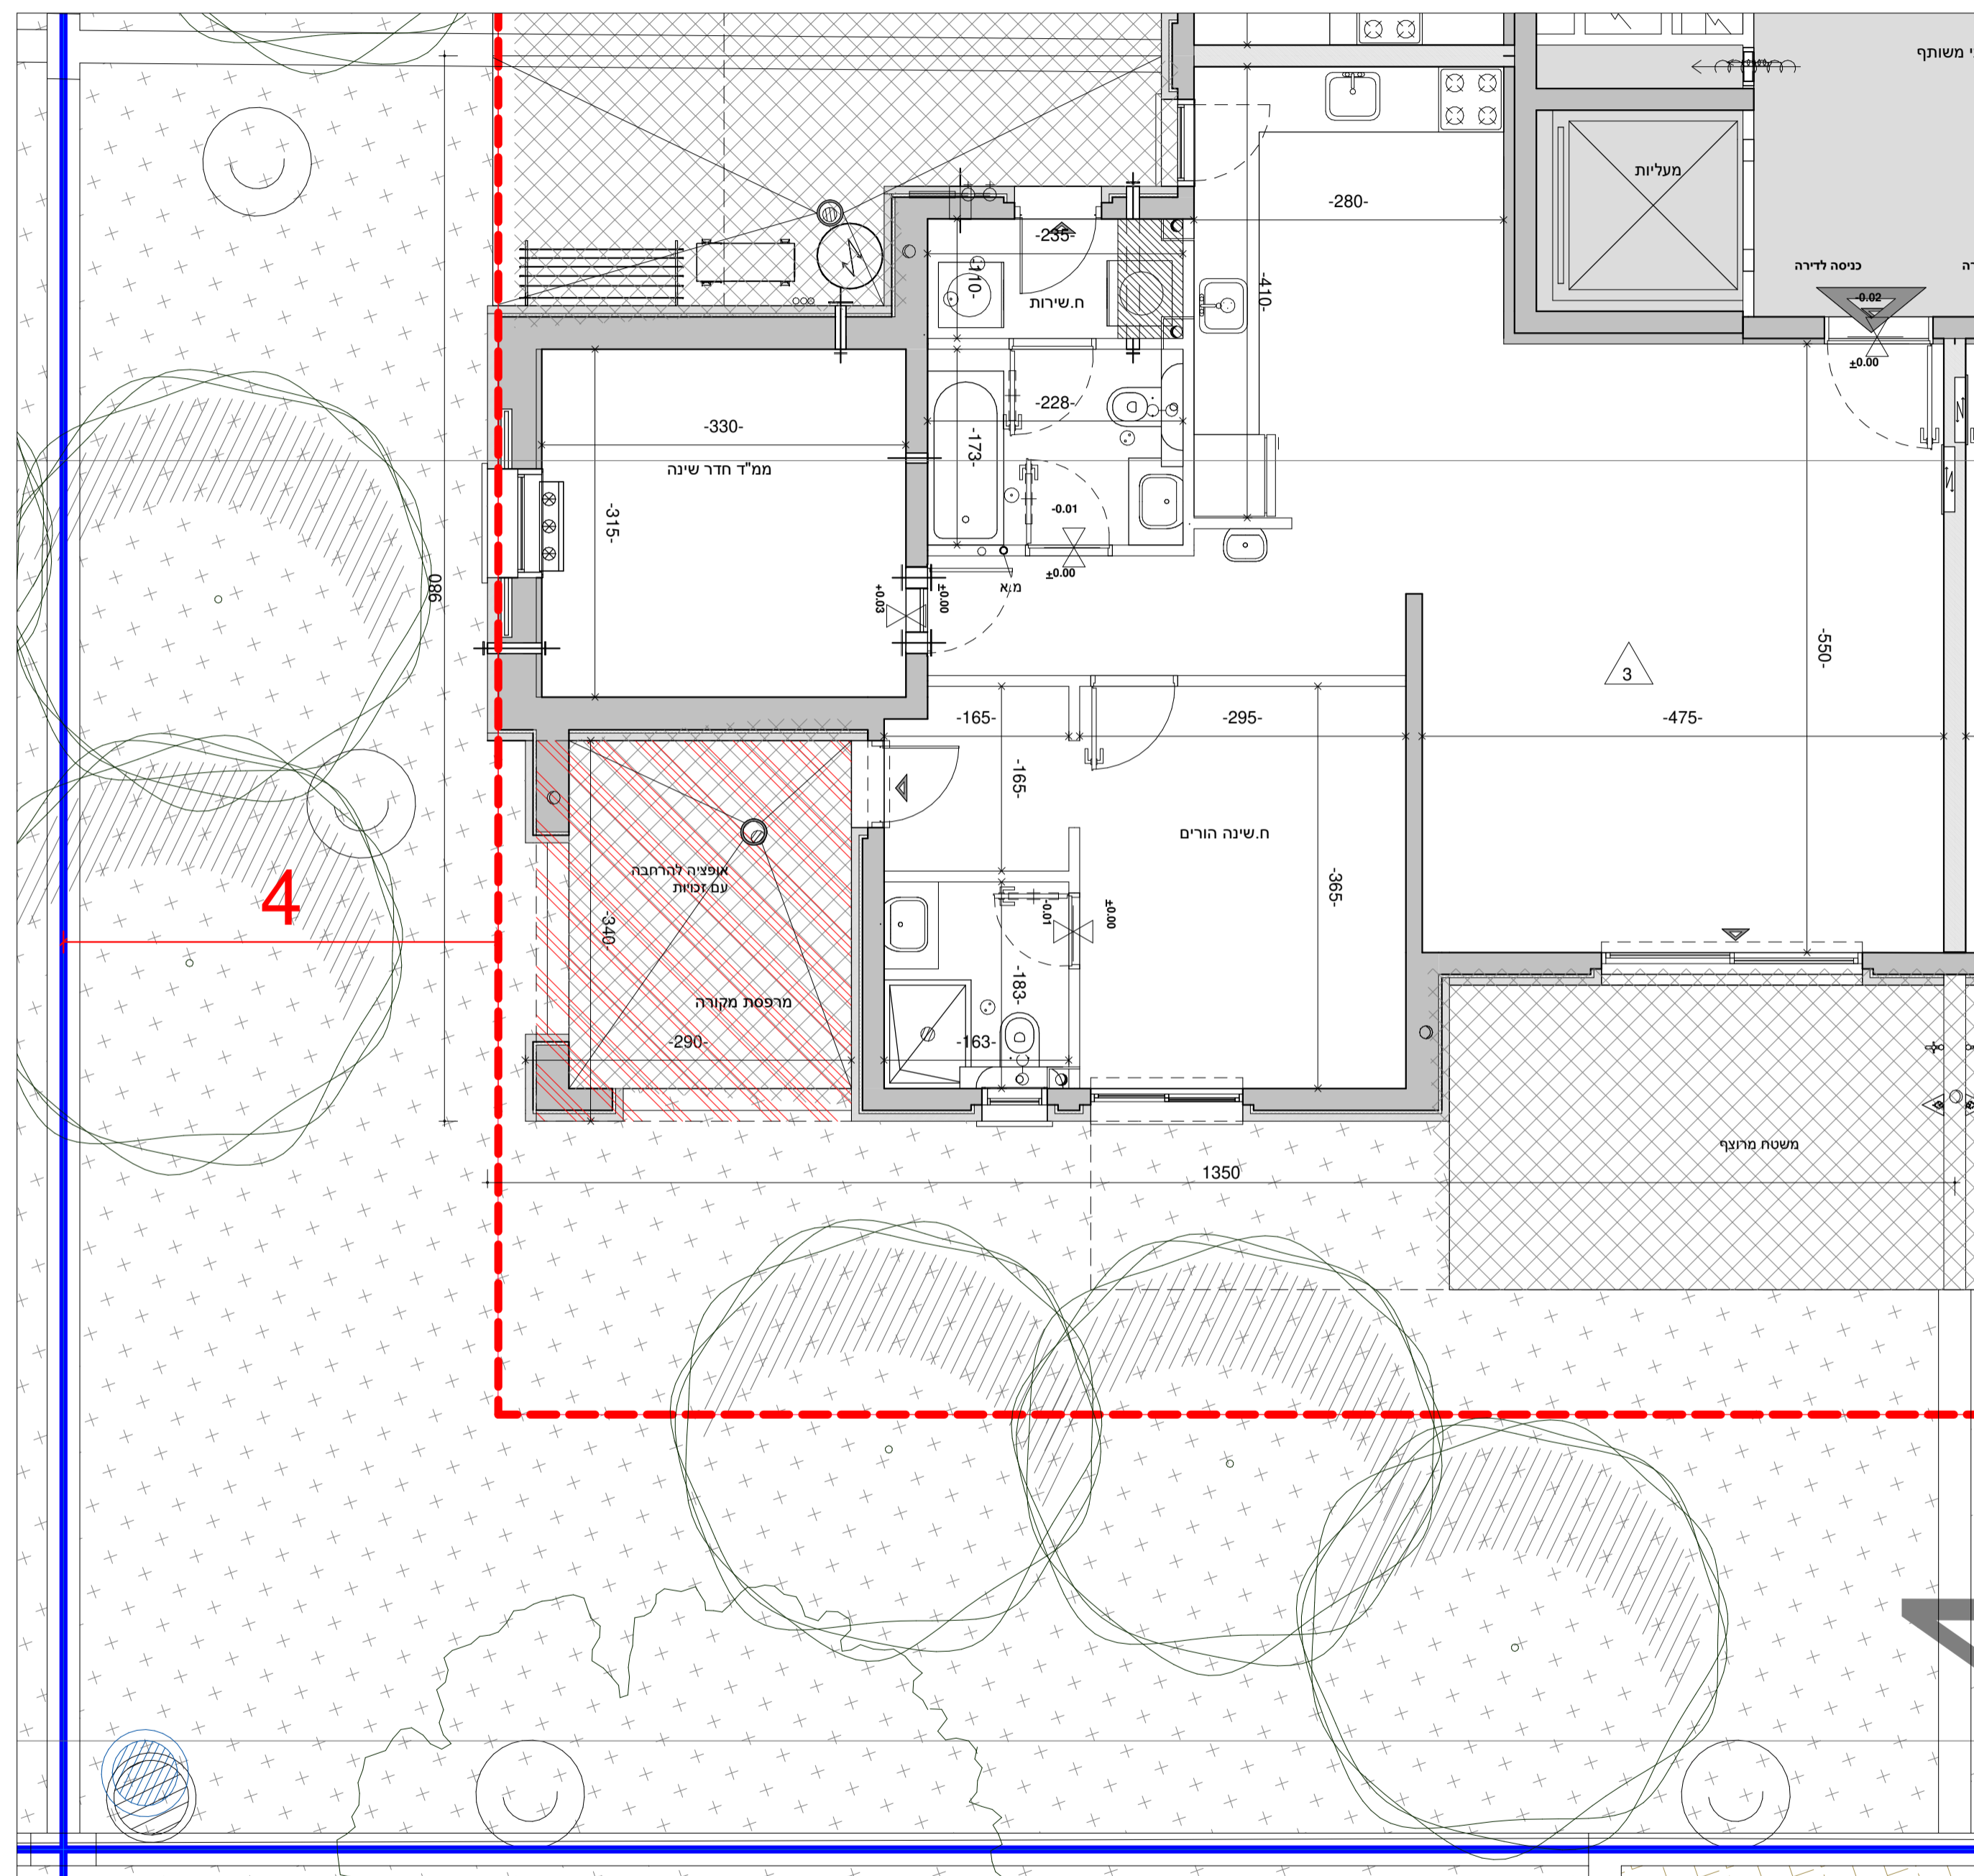 י משותף
מעליות
-280-
כניסה לדירה
-0.02
-235-
-110-
ח.שירות
-410-
±0.00
-330-
-228-
ממ"ד חדר שינה
-173-
-315-
-0.01
980
±0.00
+0.03
±0.00
מ.א
-550-
3
-165-
-295-
-475-
-165-
ח.שינה הורים
אופציה להרחבה
עם זכויות
4
-340-
-365-
-0.01
±0.00
-183-
מרפסת מקורה
-290-
-163-
משטח מרוצף
1350